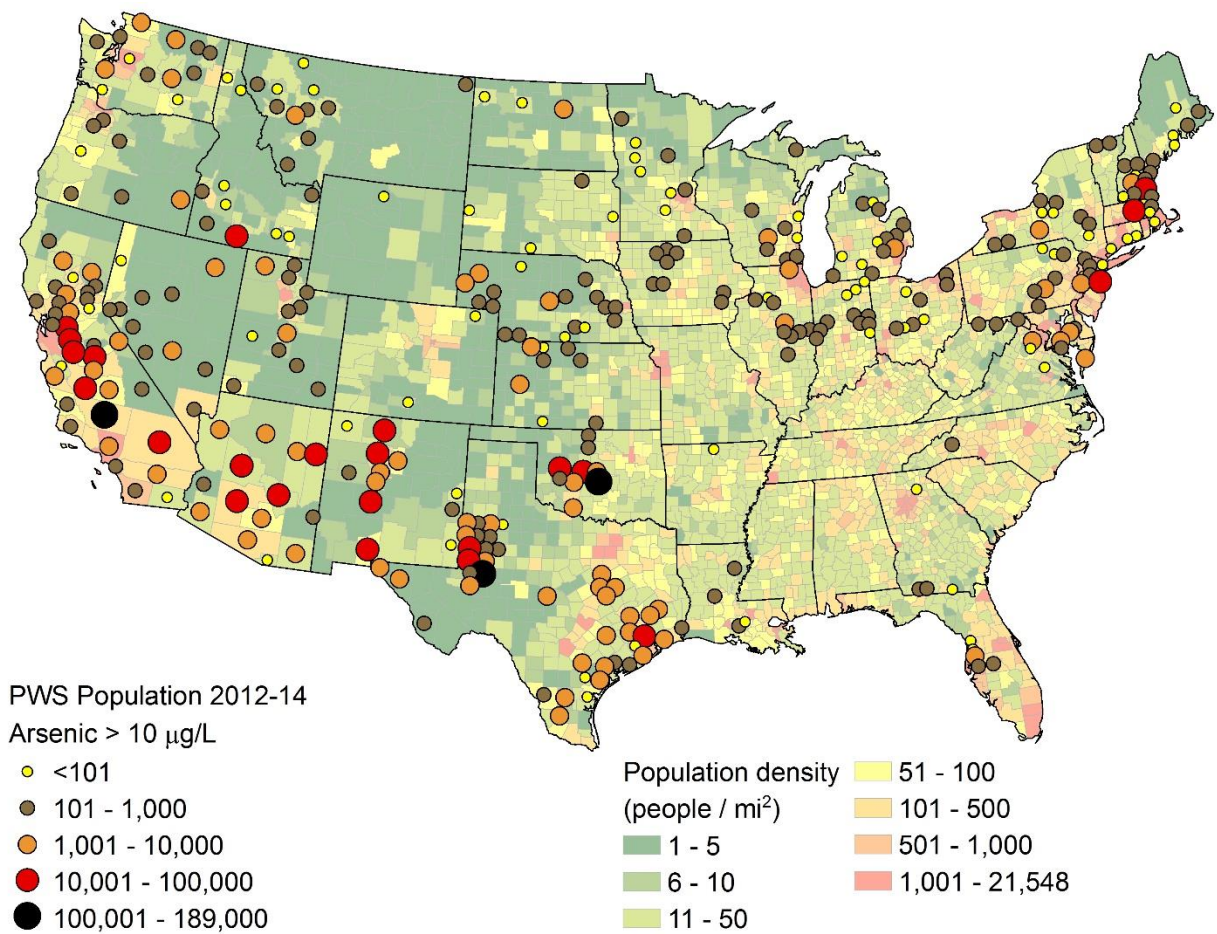 PWS Population 2012-14
Arsenic > 10 μg/L
<101
101 - 1,000
1,001 - 10,000
10,001 - 100,000
100,001 - 189,000
Population density
(people / mi²)
1 - 5
6 - 10
11 - 50
51 - 100
101 - 500
501 - 1,000
1,001 - 21,548